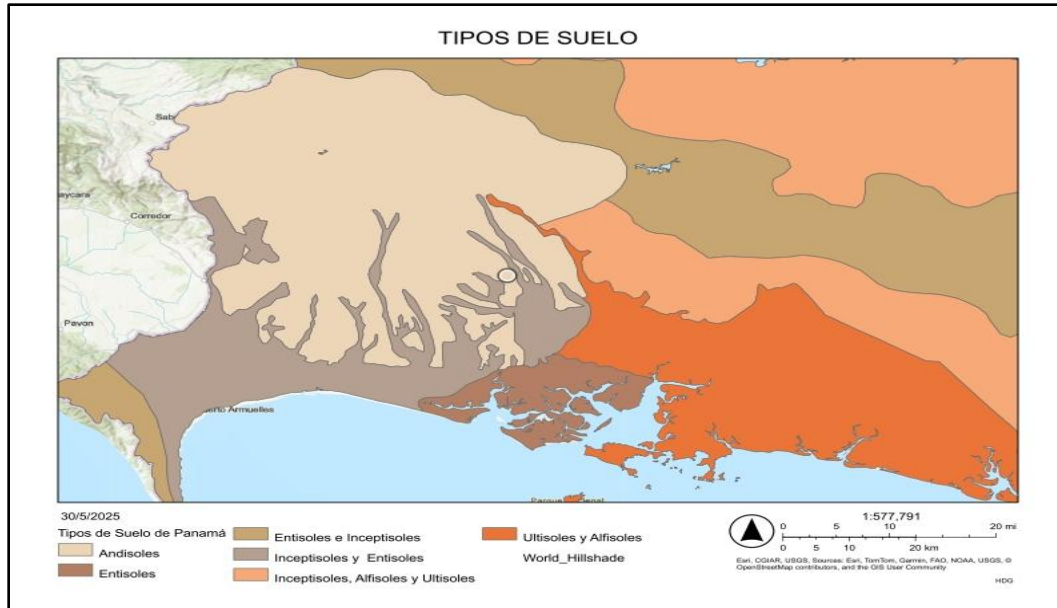 TIPOS DE SUELO
Sab
aycara
Corredor
Pavon
erto Armuelles
30/5/2025
Tipos de Suelo de Panamá
Andisoles
Entisoles
Entisoles e Inceptisoles
Inceptisoles y Entisoles
Inceptisoles, Alfisoles y Ultisoles
Ultisoles y Alfisoles
World_Hillshade
1:577,791
0 5 10 20 mi
0 5 10 20 km
Esri, CGIAR, USGS, Sources: Esri, TomTom, Garmin, FAO, NOAA, USGS, ©
OpenStreetMap contributors, and the GIS User Community
HDG